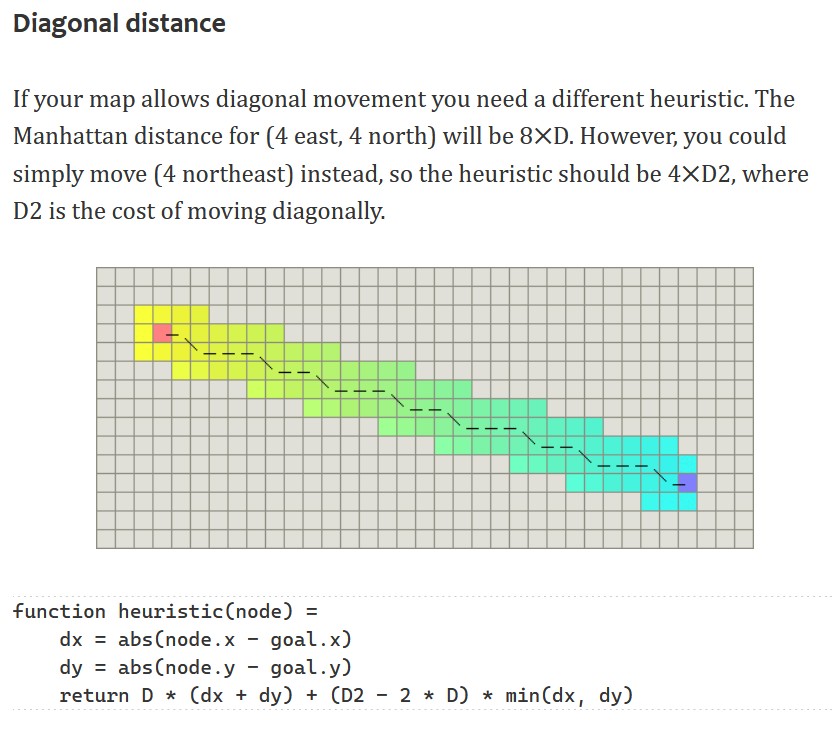 Diagonal distance
If your map allows diagonal movement you need a different heuristic. The
Manhattan distance for (4 east, 4 north) will be 8×D. However, you could
simply move (4 northeast) instead, so the heuristic should be 4×D2, where
D2 is the cost of moving diagonally.
function heuristic(node) =
    dx = abs(node.x - goal.x)
    dy = abs(node.y - goal.y)
    return D * (dx + dy) + (D2 - 2 * D) * min(dx, dy)